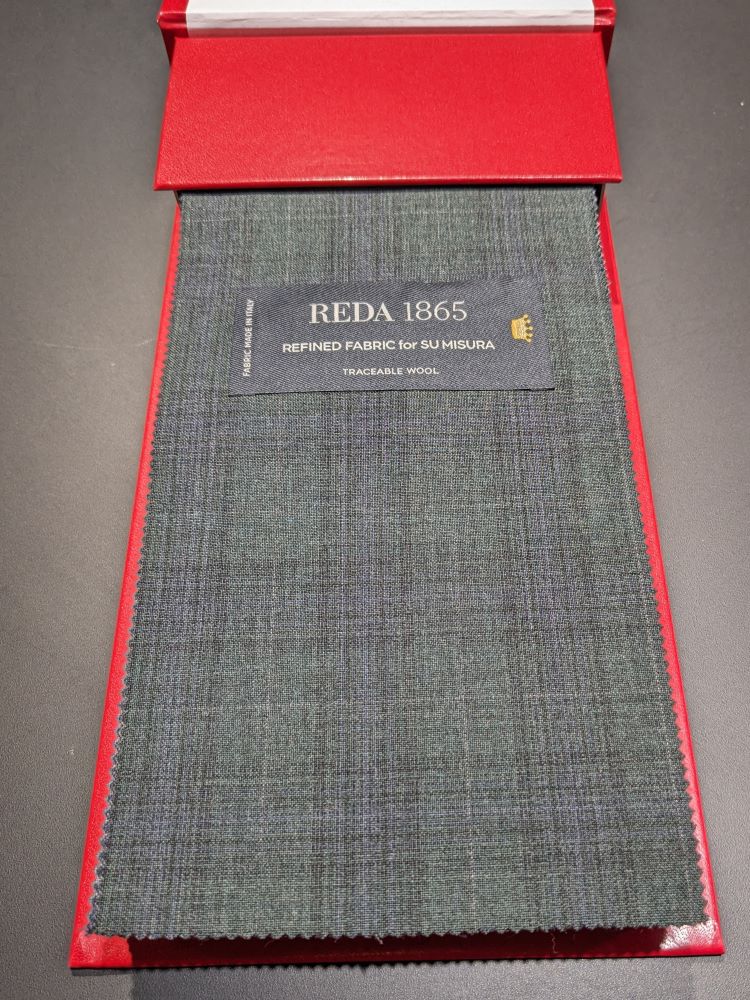 REDA 1865
REFINED FABRIC for SU MISURA
TRACEABLE WOOL
FABRIC MADE IN ITALY